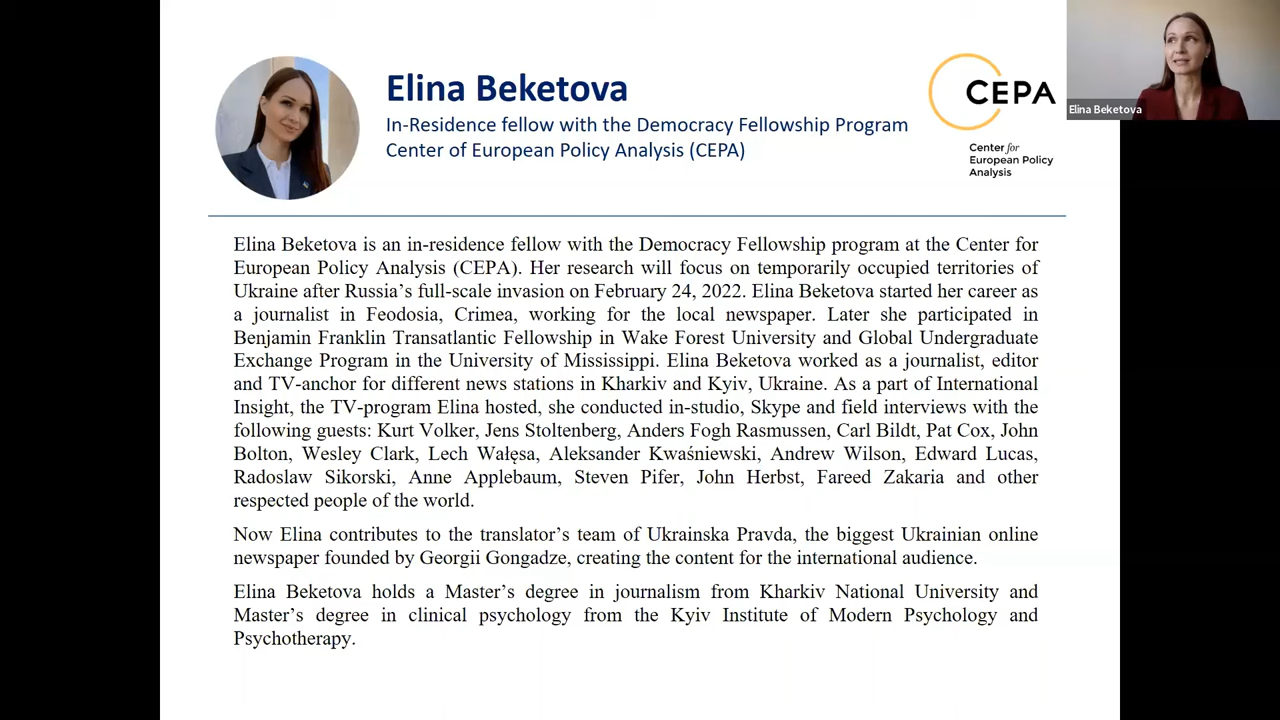 Elina Beketova
In-Residence fellow with the Democracy Fellowship Program
Center of European Policy Analysis (CEPA)
CEPA
Center for
European Policy
Analysis
Elina Beketova
Elina Beketova is an in-residence fellow with the Democracy Fellowship program at the Center for
European Policy Analysis (CEPA). Her research will focus on temporarily occupied territories of
Ukraine after Russia’s full-scale invasion on February 24, 2022. Elina Beketova started her career as
a journalist in Feodosia, Crimea, working for the local newspaper. Later she participated in
Benjamin Franklin Transatlantic Fellowship in Wake Forest University and Global Undergraduate
Exchange Program in the University of Mississippi. Elina Beketova worked as a journalist, editor
and TV-anchor for different news stations in Kharkiv and Kyiv, Ukraine. As a part of International
Insight, the TV-program Elina hosted, she conducted in-studio, Skype and field interviews with the
following guests: Kurt Volker, Jens Stoltenberg, Anders Fogh Rasmussen, Carl Bildt, Pat Cox, John
Bolton, Wesley Clark, Lech Wałęsa, Aleksander Kwaśniewski, Andrew Wilson, Edward Lucas,
Radoslaw Sikorski, Anne Applebaum, Steven Pifer, John Herbst, Fareed Zakaria and other
respected people of the world.
Now Elina contributes to the translator’s team of Ukrainska Pravda, the biggest Ukrainian online
newspaper founded by Georgii Gongadze, creating the content for the international audience.
Elina Beketova holds a Master’s degree in journalism from Kharkiv National University and
Master’s degree in clinical psychology from the Kyiv Institute of Modern Psychology and
Psychotherapy.